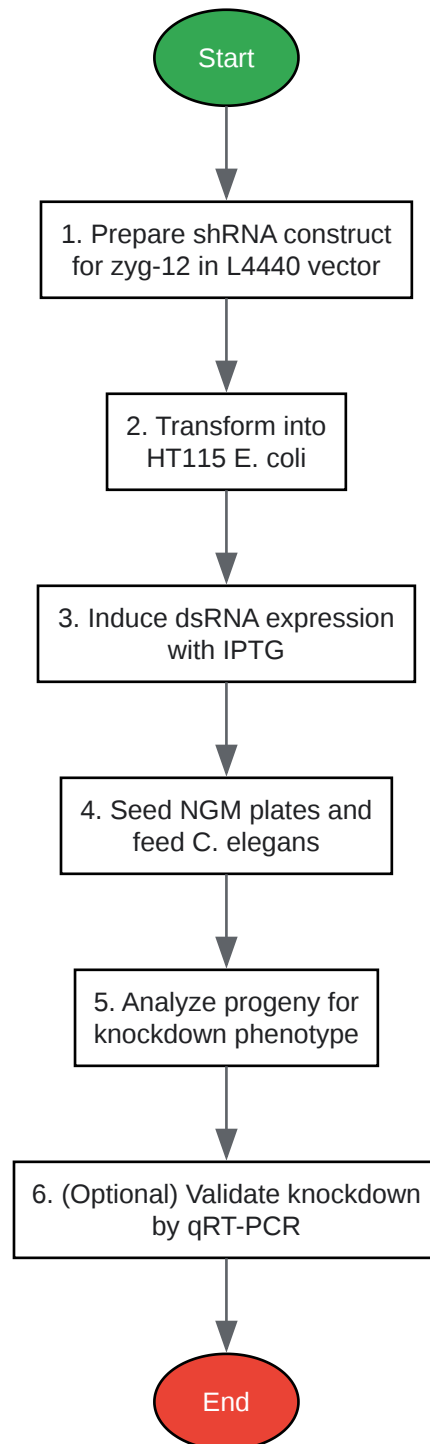 Start
1. Prepare shRNA construct
for zyg-12 in L4440 vector
2. Transform into
HT115 E. coli
3. Induce dsRNA expression
with IPTG
4. Seed NGM plates and
feed C. elegans
5. Analyze progeny for
knockdown phenotype
6. (Optional) Validate knockdown
by qRT-PCR
End